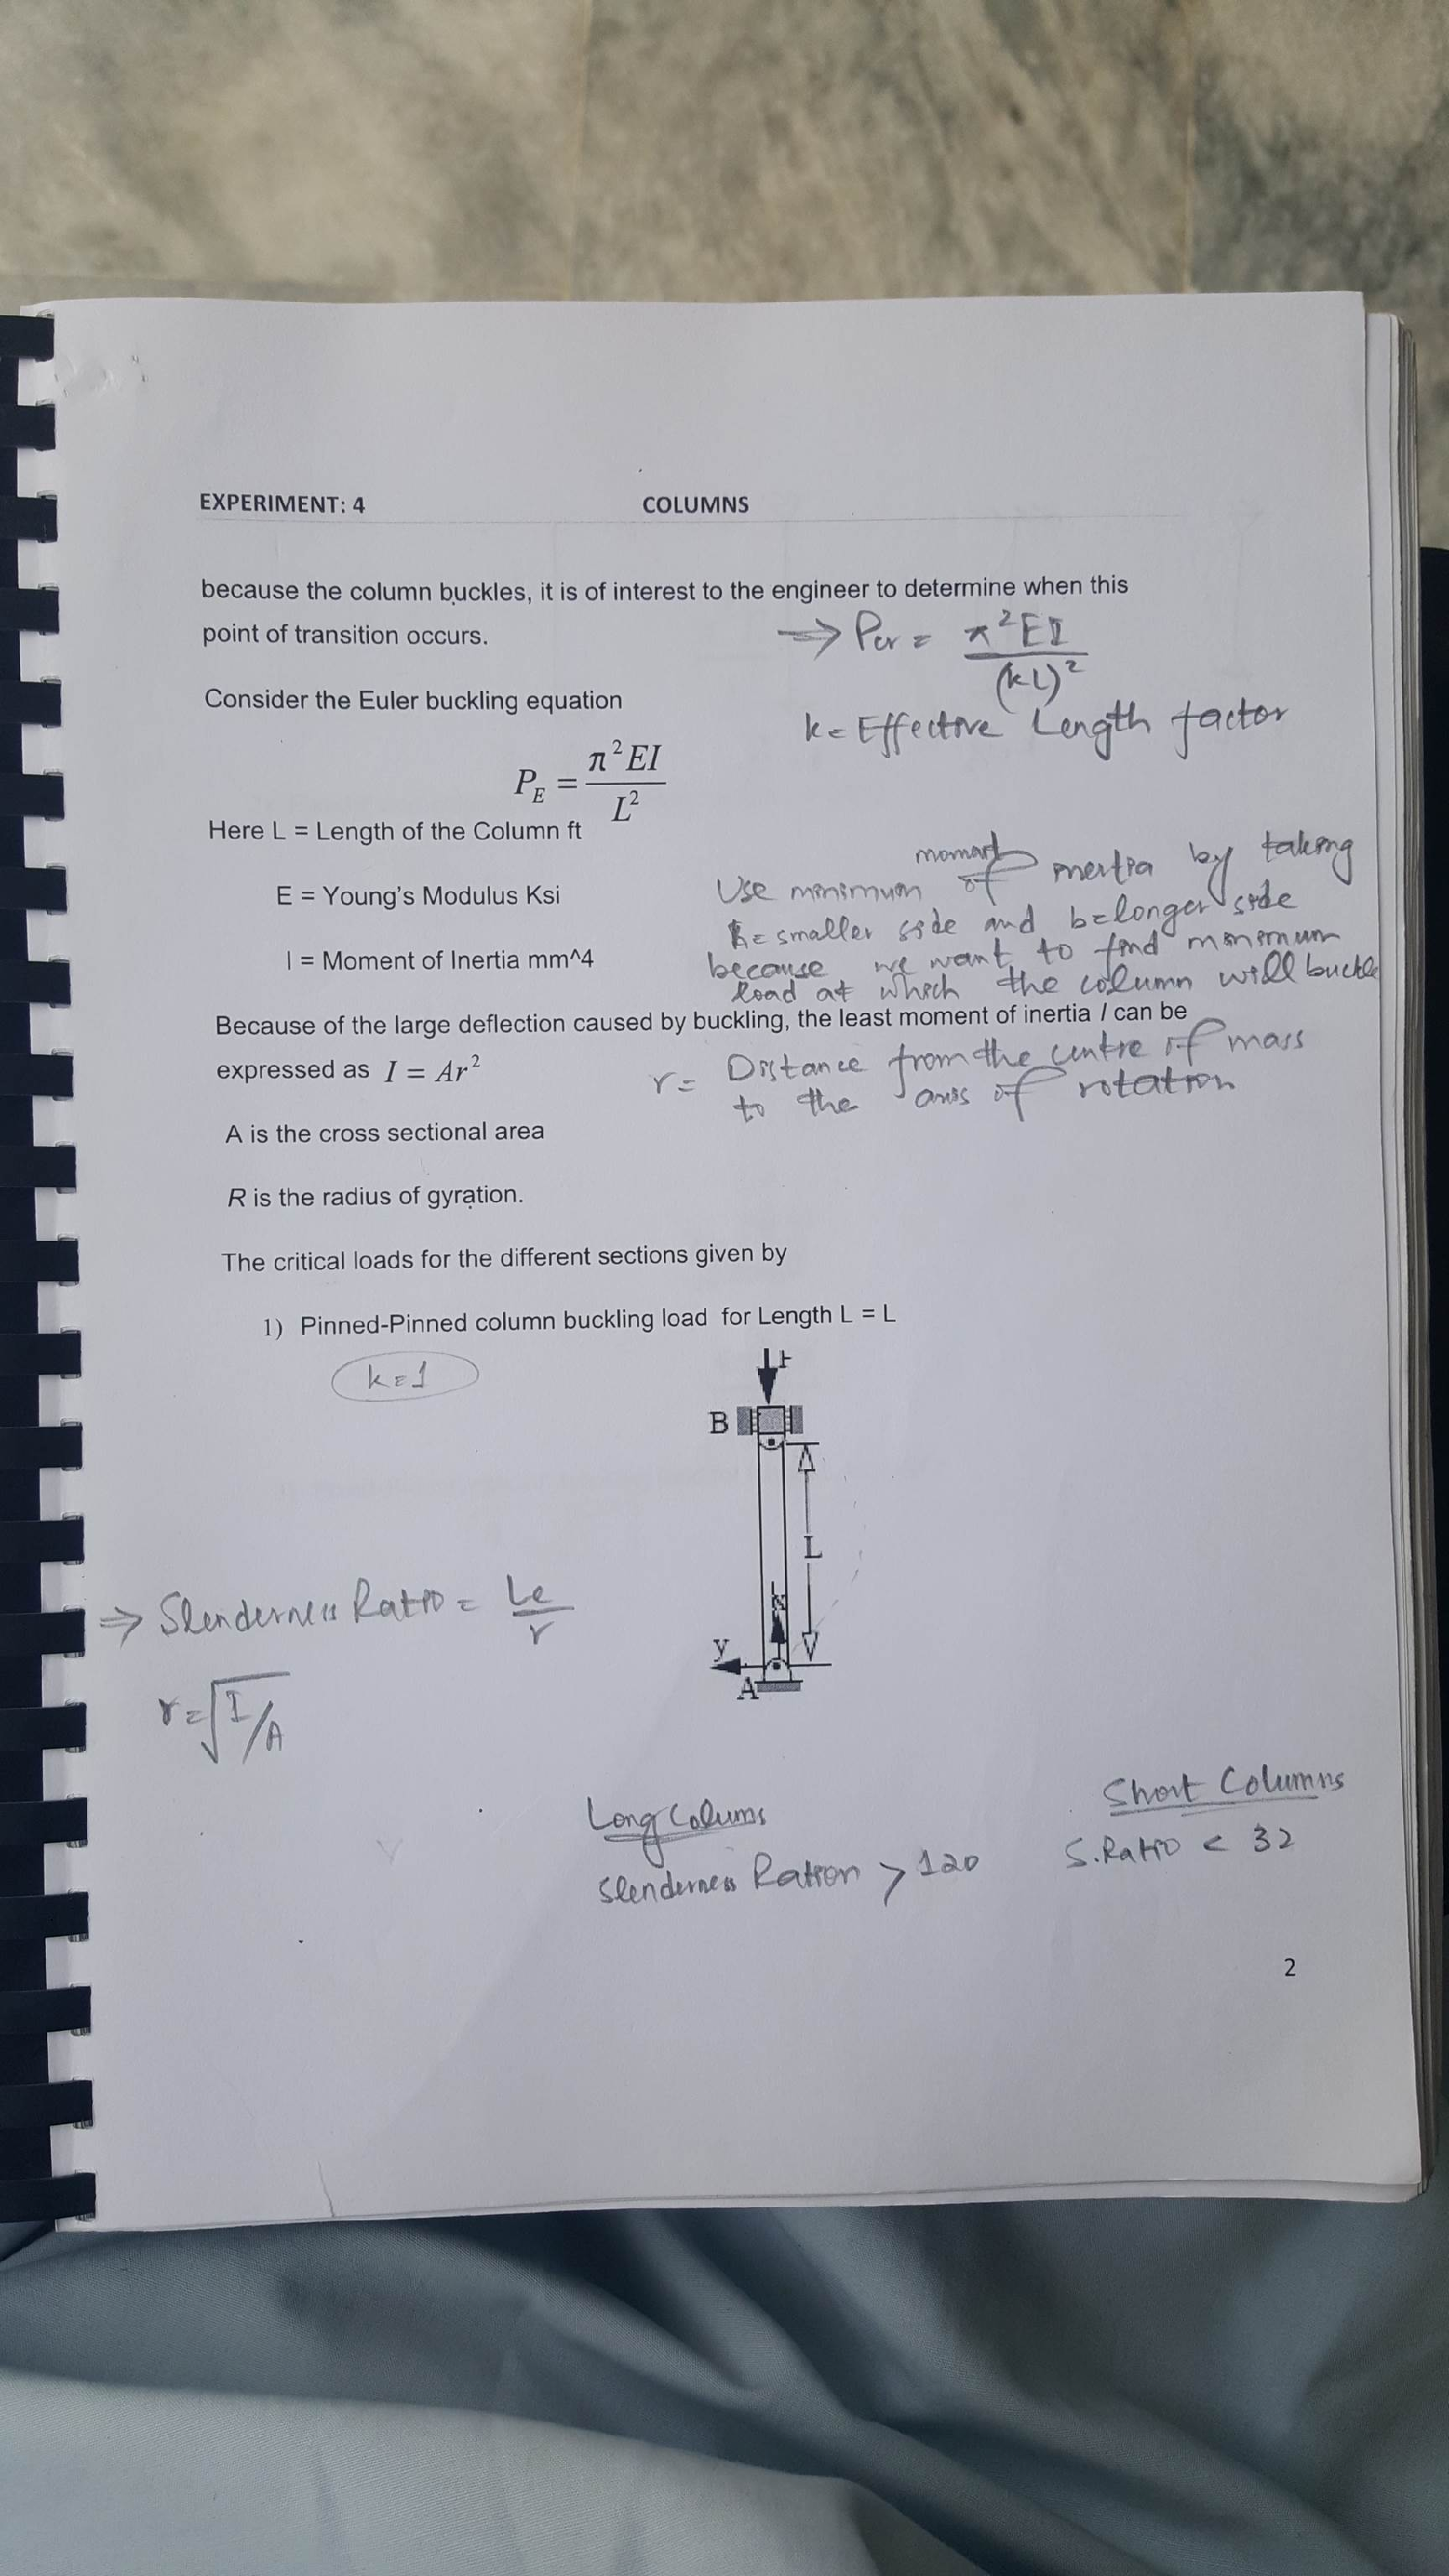 EXPERIMENT: 4 COLUMNS
because the column buckles, it is of interest to the engineer to determine when this
point of transition occurs.
⇒ Pcr = π²EI / (kL)²
Consider the Euler buckling equation
k = Effective Length factor
P_E = π²EI / L²
Here L = Length of the Column ft
E = Young's Modulus Ksi
I = Moment of Inertia mm^4
Use minimum moment of inertia by taking
h = smaller side and b = longer side
because we want to find minimum
load at which the column will buckle
Because of the large deflection caused by buckling, the least moment of inertia I can be
expressed as I = Ar²
r = Distance from the centre of mass
to the axis of rotation
A is the cross sectional area
R is the radius of gyration.
The critical loads for the different sections given by
1) Pinned-Pinned column buckling load for Length L = L
k = 1
F
B
L
x
y
A
⇒ Slenderness Ratio = Le / r
r = √I/A
Long Colums
Slenderness Ration > 120
Short Columns
S.Ratio < 32
2